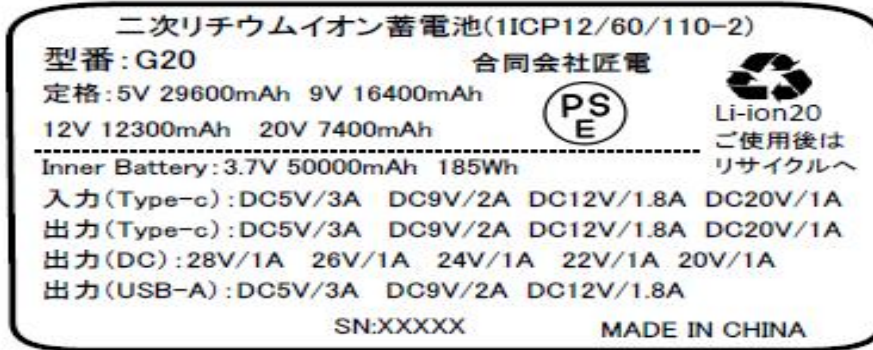 二次リチウムイオン蓄電池(1ICP12/60/110-2)
型番:G20
合同会社匠電
定格:5V 29600mAh 9V 16400mAh
12V 12300mAh 20V 7400mAh
PS
E
Li-ion20
ご使用後は
リサイクルへ
Inner Battery:3.7V 50000mAh 185Wh
入力(Type-c):DC5V/3A DC9V/2A DC12V/1.8A DC20V/1A
出力(Type-c):DC5V/3A DC9V/2A DC12V/1.8A DC20V/1A
出力(DC):28V/1A 26V/1A 24V/1A 22V/1A 20V/1A
出力(USB-A):DC5V/3A DC9V/2A DC12V/1.8A
SN:XXXXX
MADE IN CHINA